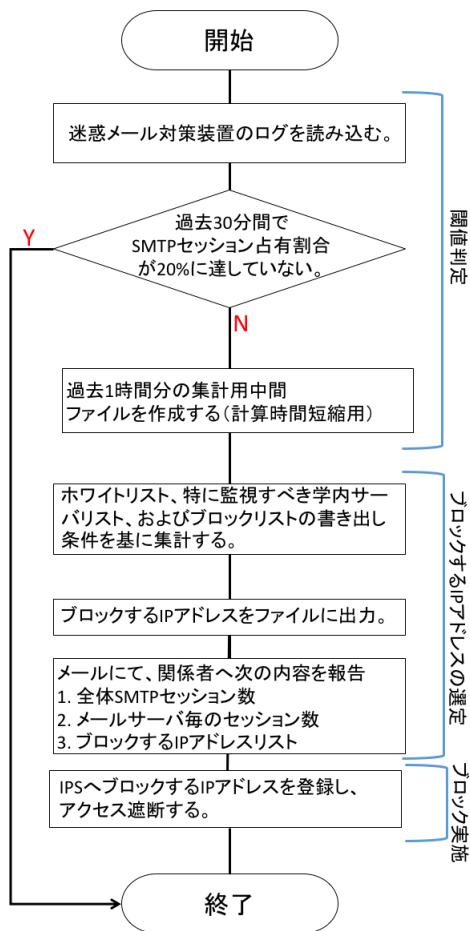 開始
迷惑メール対策装置のログを読み込む。
過去30分間で
SMTPセッション占有割合
が20%に達していない。
Y
N
過去1時間分の集計用中間
ファイルを作成する（計算時間短縮用）
閾値判定
ホワイトリスト、特に監視すべき学内サー
バリスト、およびブロックリストの書き出し
条件を基に集計する。
ブロックするIPアドレスをファイルに出力。
メールにて、関係者へ次の内容を報告
1. 全体SMTPセッション数
2. メールサーバ毎のセッション数
3. ブロックするIPアドレスリスト
ブロックするIPアドレスの選定
IPSへブロックするIPアドレスを登録し、
アクセス遮断する。
ブロック実施
終了